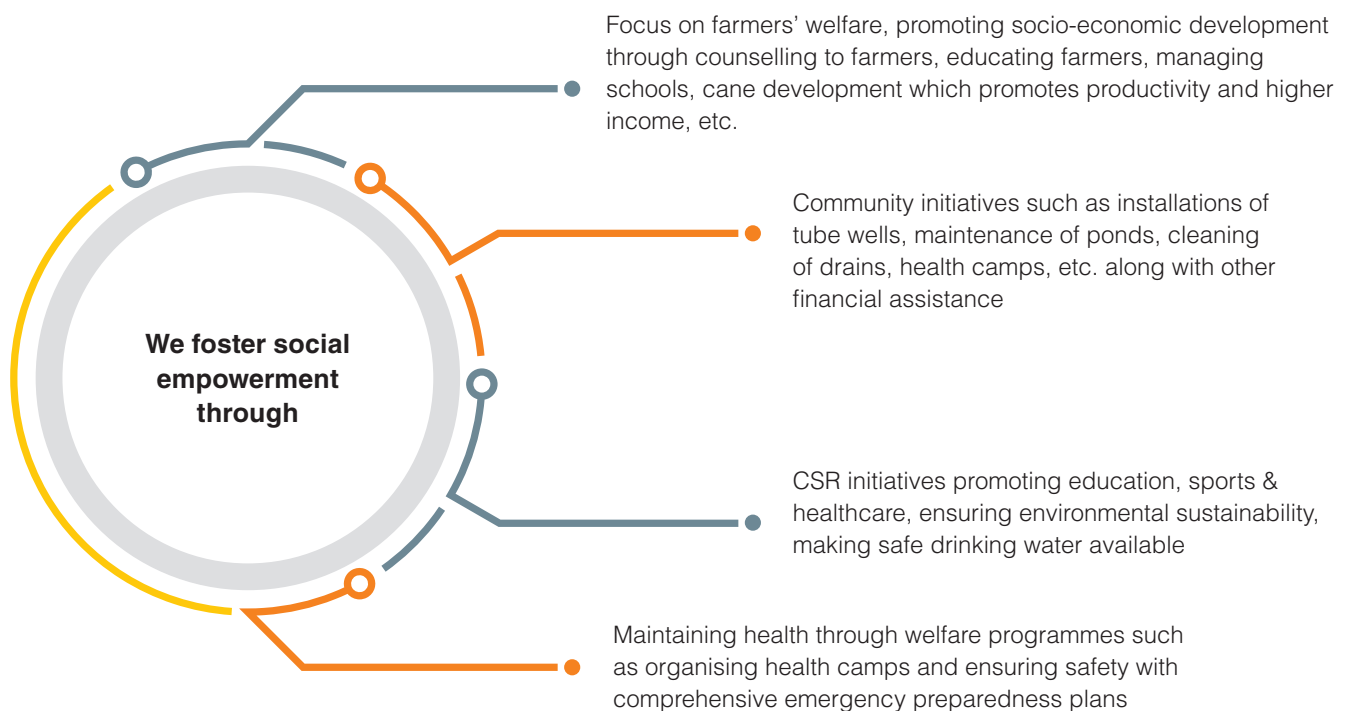 Focus on farmers’ welfare, promoting socio-economic development
through counselling to farmers, educating farmers, managing
schools, cane development which promotes productivity and higher
income, etc.
Community initiatives such as installations of
tube wells, maintenance of ponds, cleaning
of drains, health camps, etc. along with other
financial assistance
We foster social
empowerment
through
CSR initiatives promoting education, sports &
healthcare, ensuring environmental sustainability,
making safe drinking water available
Maintaining health through welfare programmes such
as organising health camps and ensuring safety with
comprehensive emergency preparedness plans